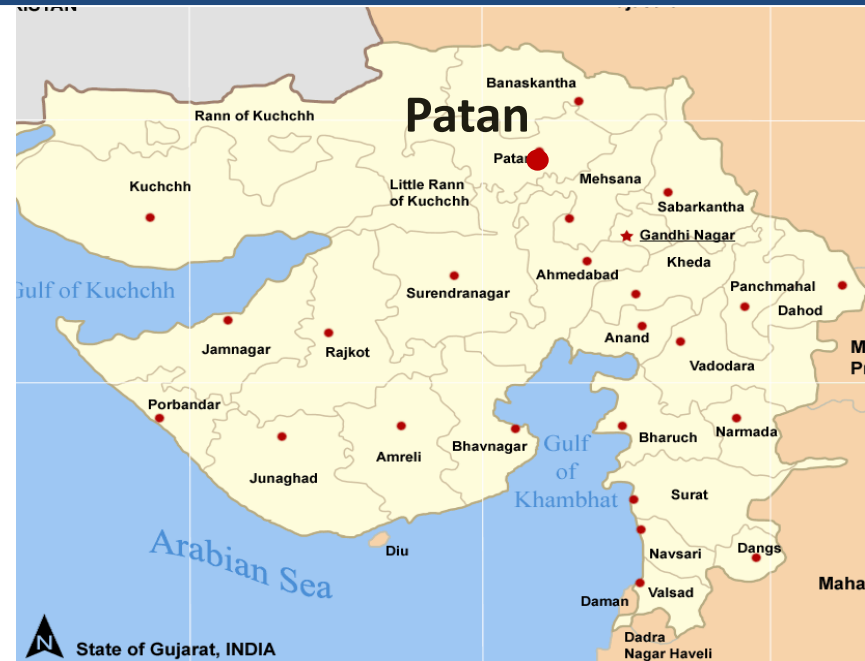 Banaskantha
Patan
Rann of Kuchchh
Patan
Mehsana
Kuchchh
Little Rann
of Kuchchh
Sabarkantha
Gandhi Nagar
Kheda
Ahmedabad
Gulf of Kuchchh
Surendranagar
Panchmahal
Dahod
Anand
Jamnagar
Rajkot
Vadodara
Porbandar
Bhavnagar
Gulf
of
Khambhat
Bharuch
Narmada
Amreli
Junaghad
Surat
Arabian Sea
Diu
Navsari
Dangs
Daman
Valsad
Maha
N
State of Gujarat, INDIA
Dadra
Nagar Haveli